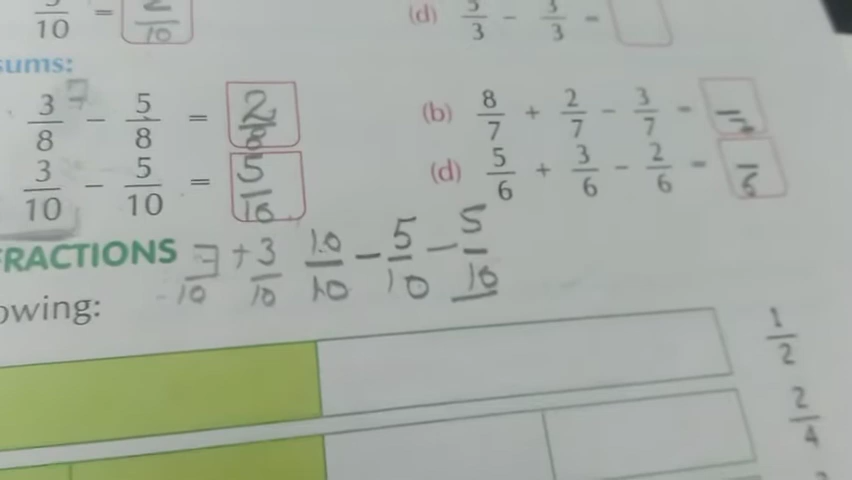 10 = 2/10
(d) 3/3 - 3/3 =
sums:
3/8 - 5/8 = 2/8
(b) 8/7 + 2/7 - 3/7 = /7
3/10 - 5/10 = 5/10
(d) 5/6 + 3/6 - 2/6 = /6
RACTIONS
7/10 + 3/10 10/10 - 5/10 - 5/10
owing:
1/2
2/4